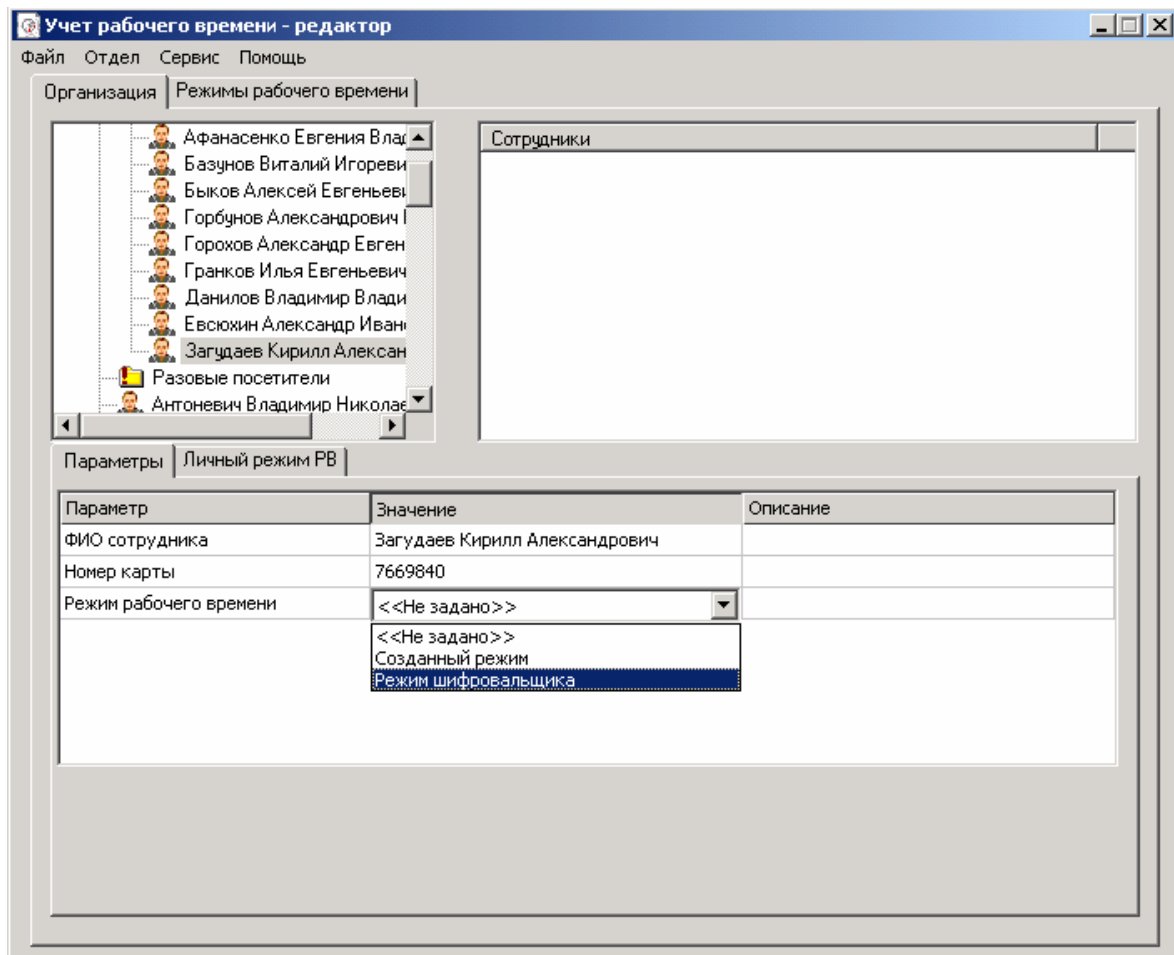 Учет рабочего времени - редактор
Файл Отдел Сервис Помощь
Организация Режимы рабочего времени
Афанасенко Евгения Влад
Базунов Виталий Игореви
Быков Алексей Евгеньеви
Горбунов Александрович
Горохов Александр Евген
Гранков Илья Евгеньевич
Данилов Владимир Влади
Евсюхин Александр Иван
Загудаев Кирилл Алексан
Разовые посетители
Антоневич Владимир Николае
Сотрудники
Параметры Личный режим РВ
Параметр Значение Описание
ФИО сотрудника Загудаев Кирилл Александрович
Номер карты 7669840
Режим рабочего времени <<Не задано>>
<<Не задано>>
Созданный режим
Режим шифровальщика